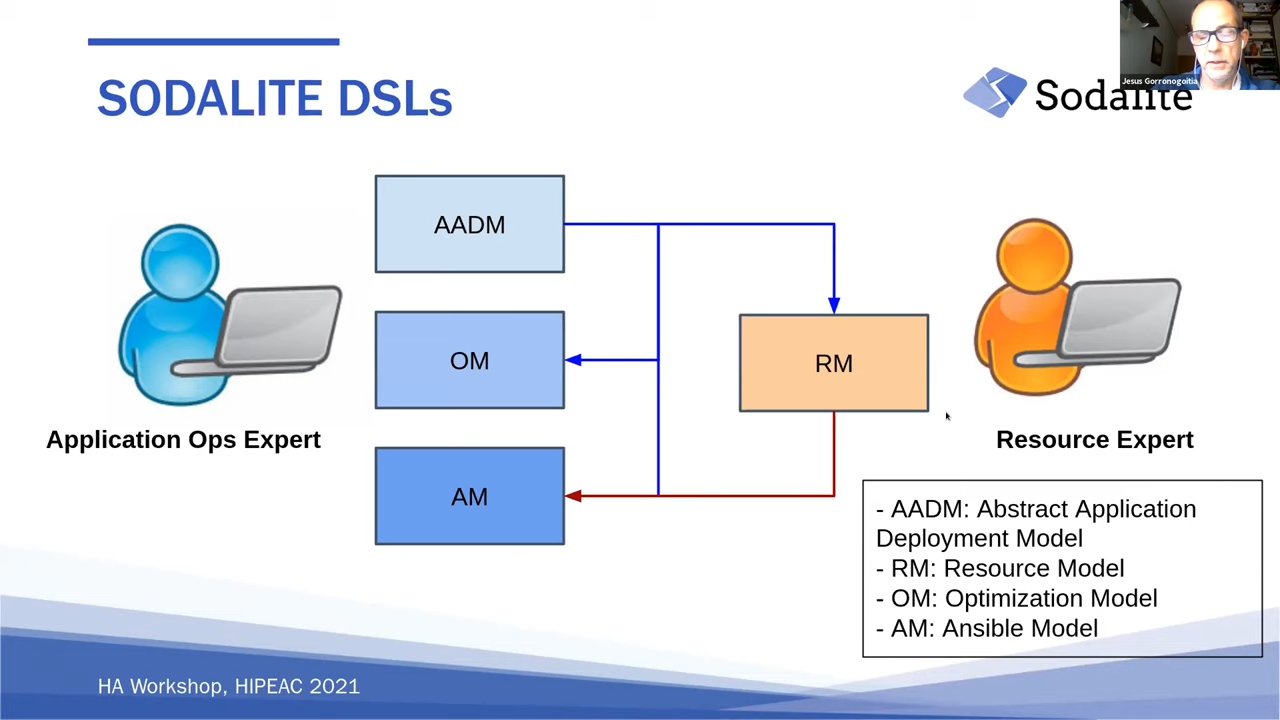 SODALITE DSLs
Sodalite
Jesus Gorronogoitia
AADM
OM
RM
AM
Application Ops Expert
Resource Expert
- AADM: Abstract Application
Deployment Model
- RM: Resource Model
- OM: Optimization Model
- AM: Ansible Model
HA Workshop, HIPEAC 2021